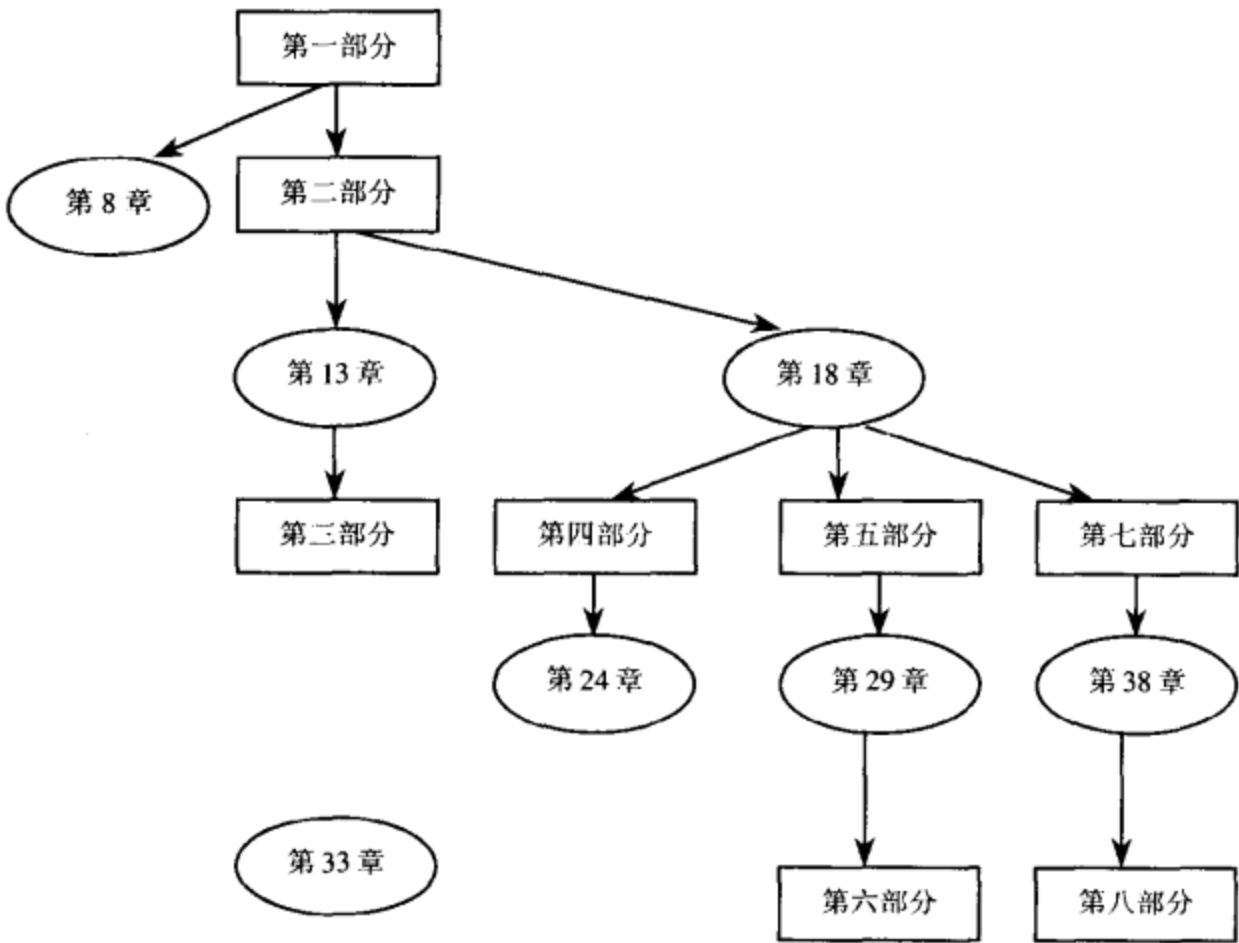 第一部分
第 8 章
第二部分
第 13 章
第 18 章
第三部分
第四部分
第五部分
第七部分
第 24 章
第 29 章
第 38 章
第 33 章
第六部分
第八部分